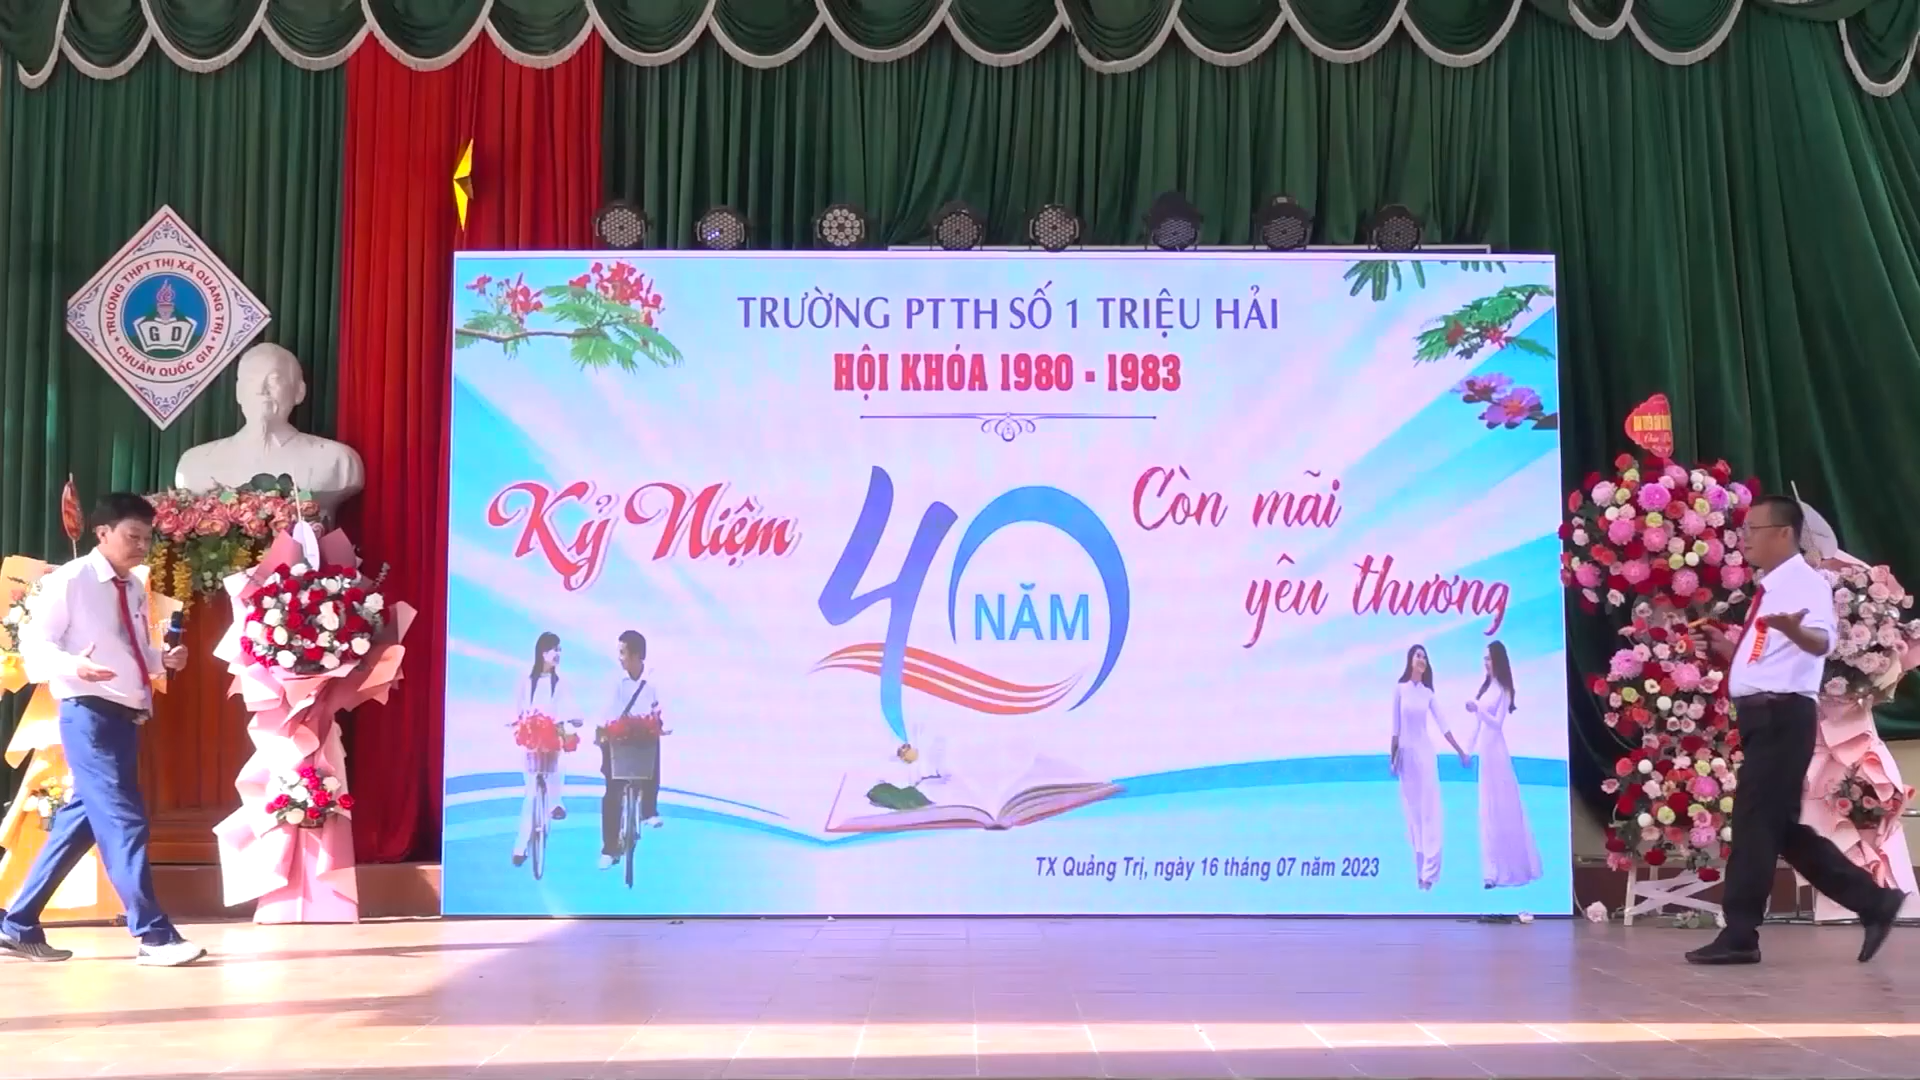 TRƯỜNG THPT THỊ XÃ QUẢNG TRỊ
GD
CHUẨN QUỐC GIA
TRƯỜNG PTTH SỐ 1 TRIỆU HẢI
HỘI KHÓA 1980 - 1983
Kỷ Niệm
40
NĂM
Còn mãi
yêu thương
TX Quảng Trị, ngày 16 tháng 07 năm 2023